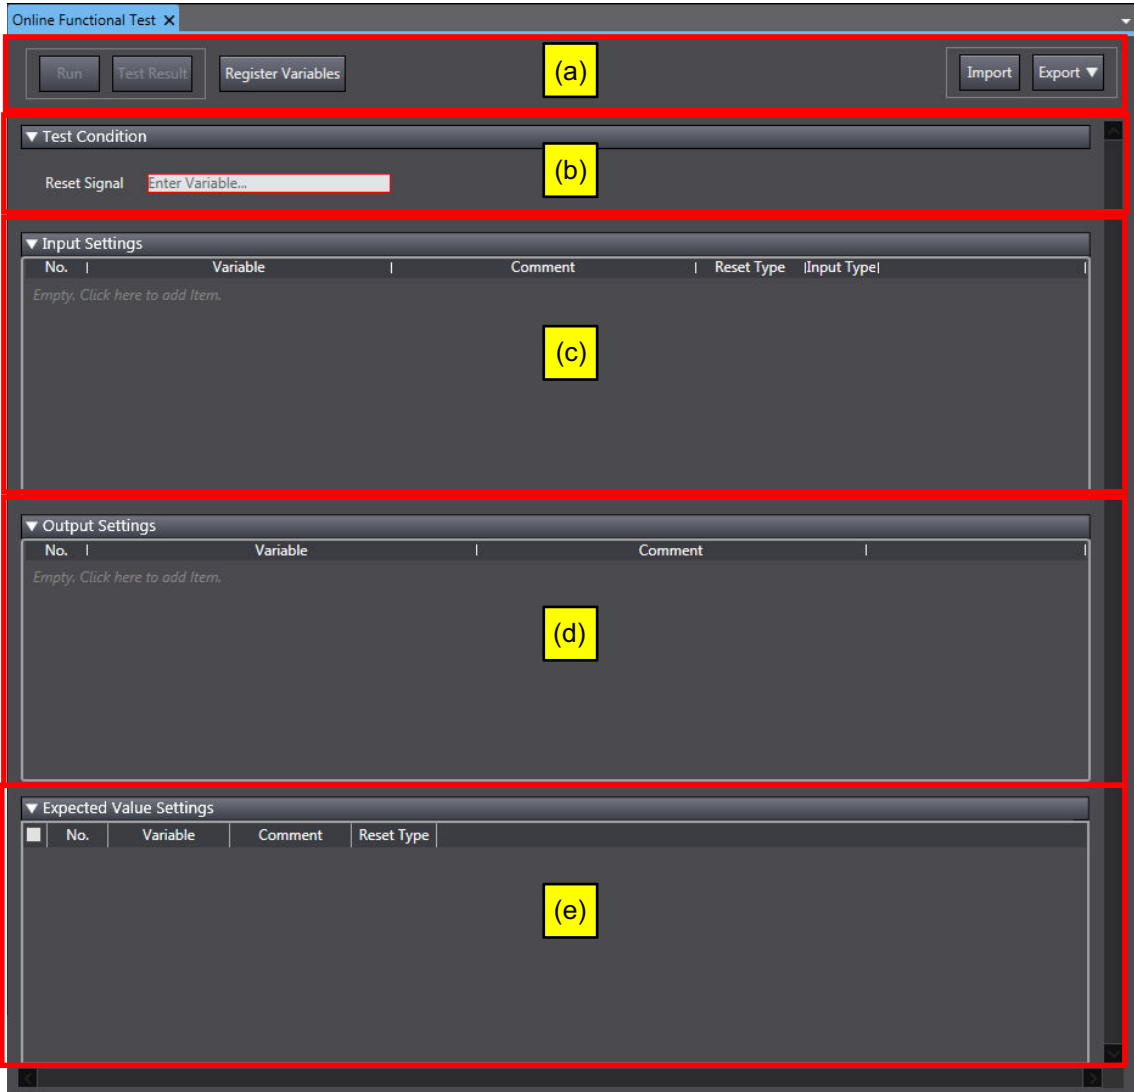 Online Functional Test X
Run Test Result Register Variables (a) Import Export ▼
▼ Test Condition
(b)
Reset Signal Enter Variable...
▼ Input Settings
No. Variable Comment Reset Type Input Type
Empty. Click here to add Item.
(c)
▼ Output Settings
No. Variable Comment
Empty. Click here to add Item.
(d)
▼ Expected Value Settings
No. Variable Comment Reset Type
(e)